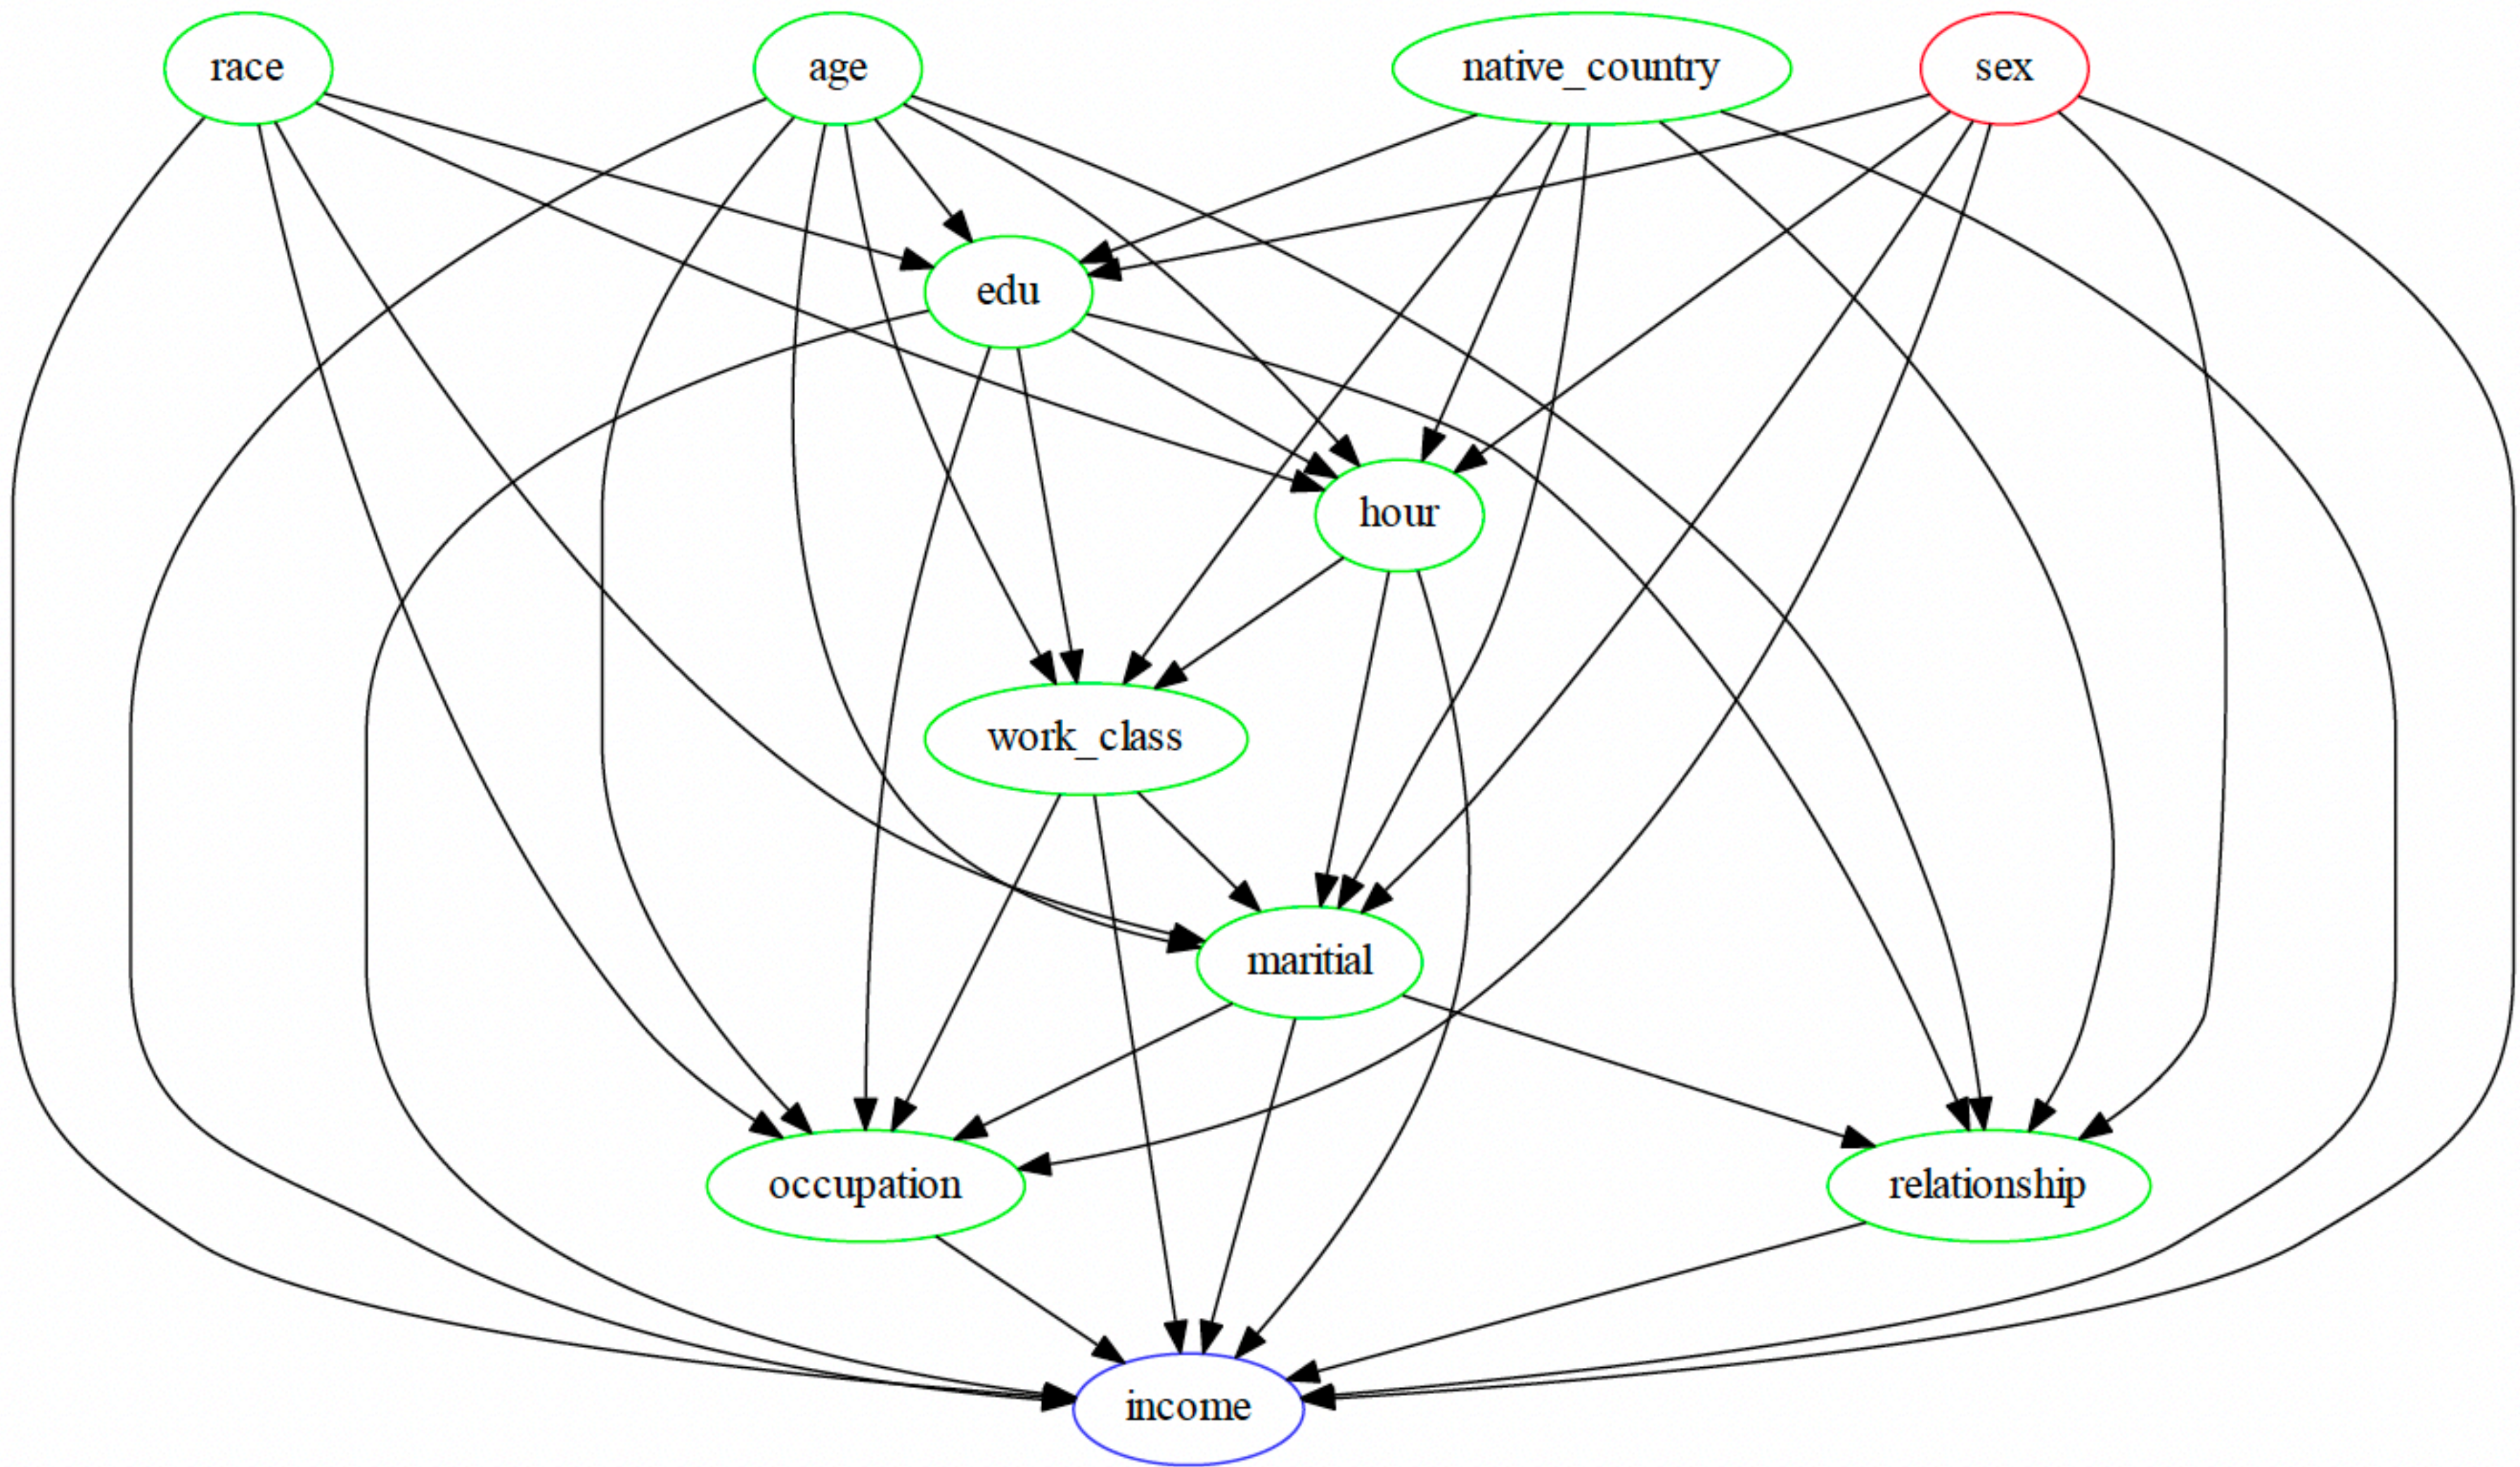 race
age
native_country
sex
edu
hour
work_class
maritial
occupation
relationship
income